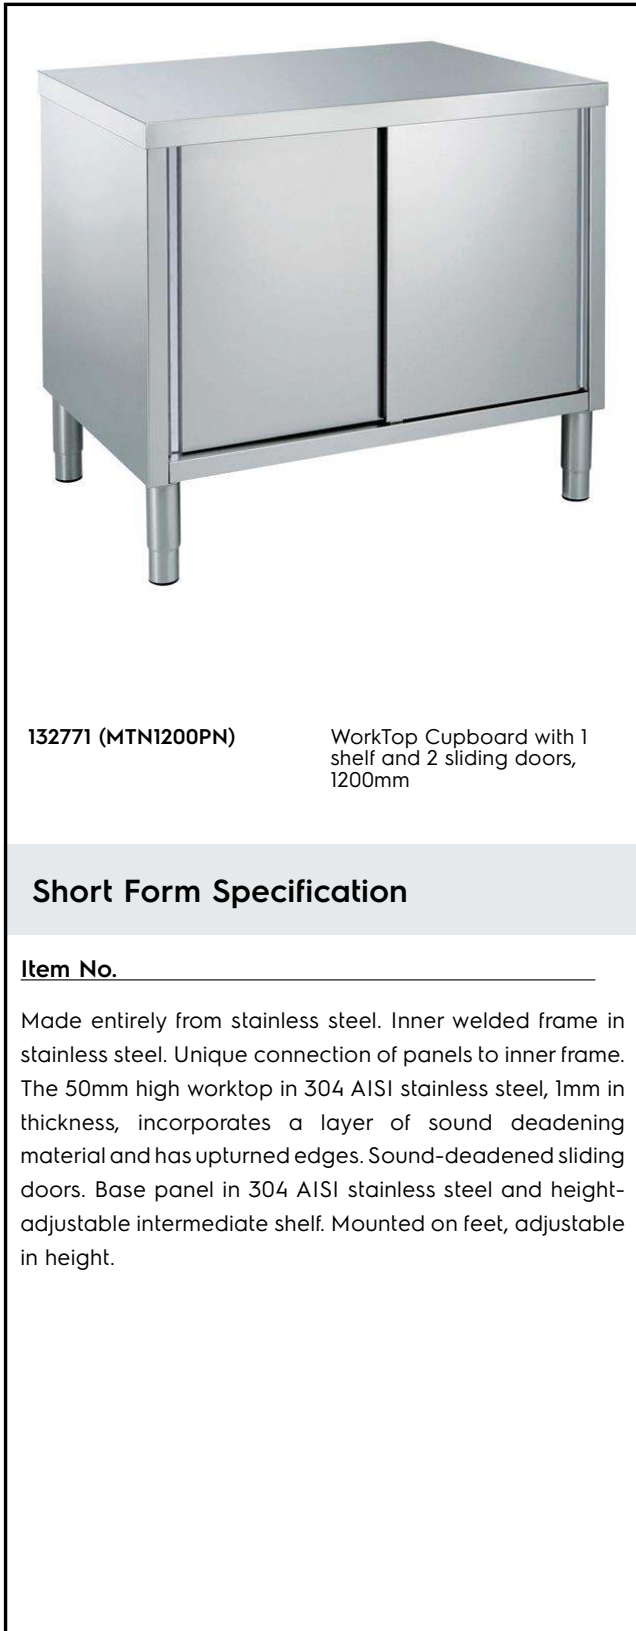 132771 (MTN1200PN)
WorkTop Cupboard with 1
shelf and 2 sliding doors,
1200mm
Short Form Specification
Item No.
Made entirely from stainless steel. Inner welded frame in
stainless steel. Unique connection of panels to inner frame.
The 50mm high worktop in 304 AISI stainless steel, 1mm in
thickness, incorporates a layer of sound deadening
material and has upturned edges. Sound-deadened sliding
doors. Base panel in 304 AISI stainless steel and height-
adjustable intermediate shelf. Mounted on feet, adjustable
in height.